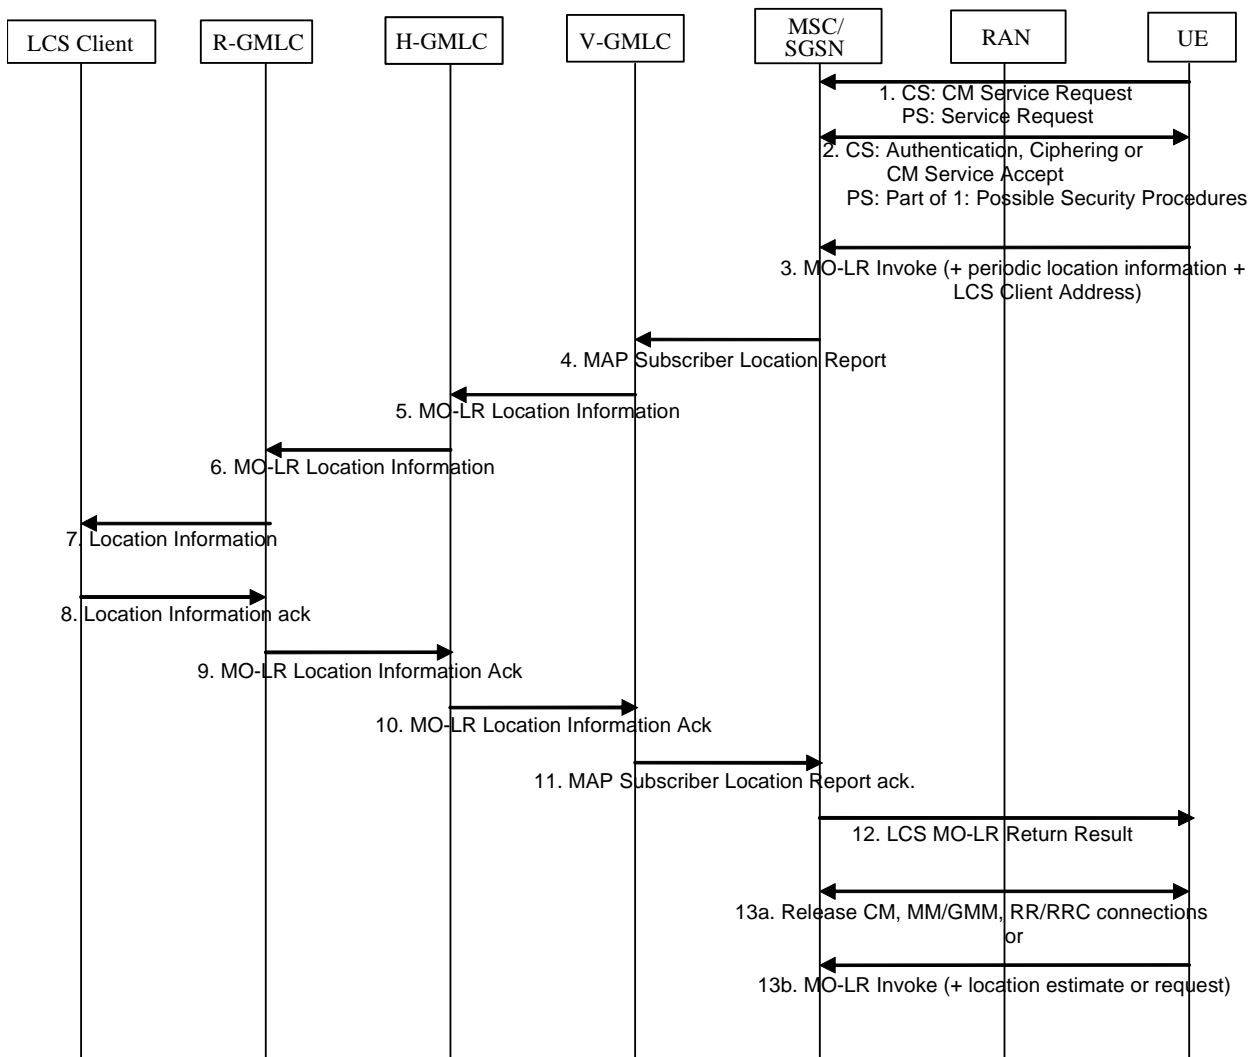 LCS Client
R-GMLC
H-GMLC
V-GMLC
MSC/
SGSN
RAN
UE
1. CS: CM Service Request
PS: Service Request
2. CS: Authentication, Ciphering or
CM Service Accept
PS: Part of 1: Possible Security Procedures
3. MO-LR Invoke (+ periodic location information +
LCS Client Address)
4. MAP Subscriber Location Report
5. MO-LR Location Information
6. MO-LR Location Information
7. Location Information
8. Location Information ack
9. MO-LR Location Information Ack
10. MO-LR Location Information Ack
11. MAP Subscriber Location Report ack.
12. LCS MO-LR Return Result
13a. Release CM, MM/GMM, RR/RRC connections
or
13b. MO-LR Invoke (+ location estimate or request)